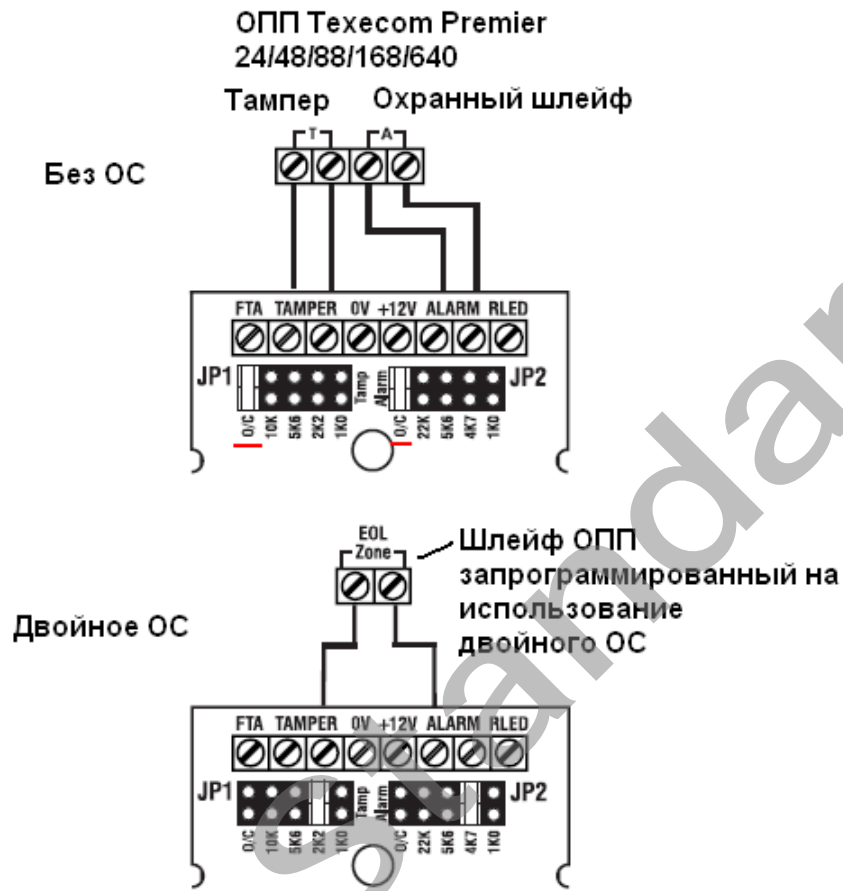 ОПП Texecom Premier
24/48/88/168/640
Тампер Охранный шлейф
T A
Без ОС
FTA TAMPER 0V +12V ALARM RLED
JP1 Tamp Alarm JP2
O/C 10K 5K6 2K2 1K0 O/C 22K 5K6 4K7 1K0
EOL
Zone
Шлейф ОПП
запрограммированный на
использование
двойного ОС
Двойное ОС
FTA TAMPER 0V +12V ALARM RLED
JP1 Tamp Alarm JP2
O/C 10K 5K6 2K2 1K0 O/C 22K 5K6 4K7 1K0
standar